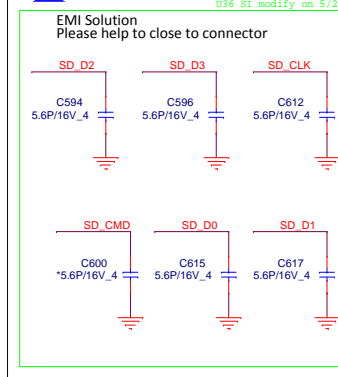 U36 SI modify on 5/2
EMI Solution
Please help to close to connector
SD_D2 SD_D3 SD_CLK
C594 C596 C612
5.6P/16V_4 5.6P/16V_4 5.6P/16V_4
SD_CMD SD_D0 SD_D1
C600 C615 C617
*5.6P/16V_4 5.6P/16V_4 5.6P/16V_4